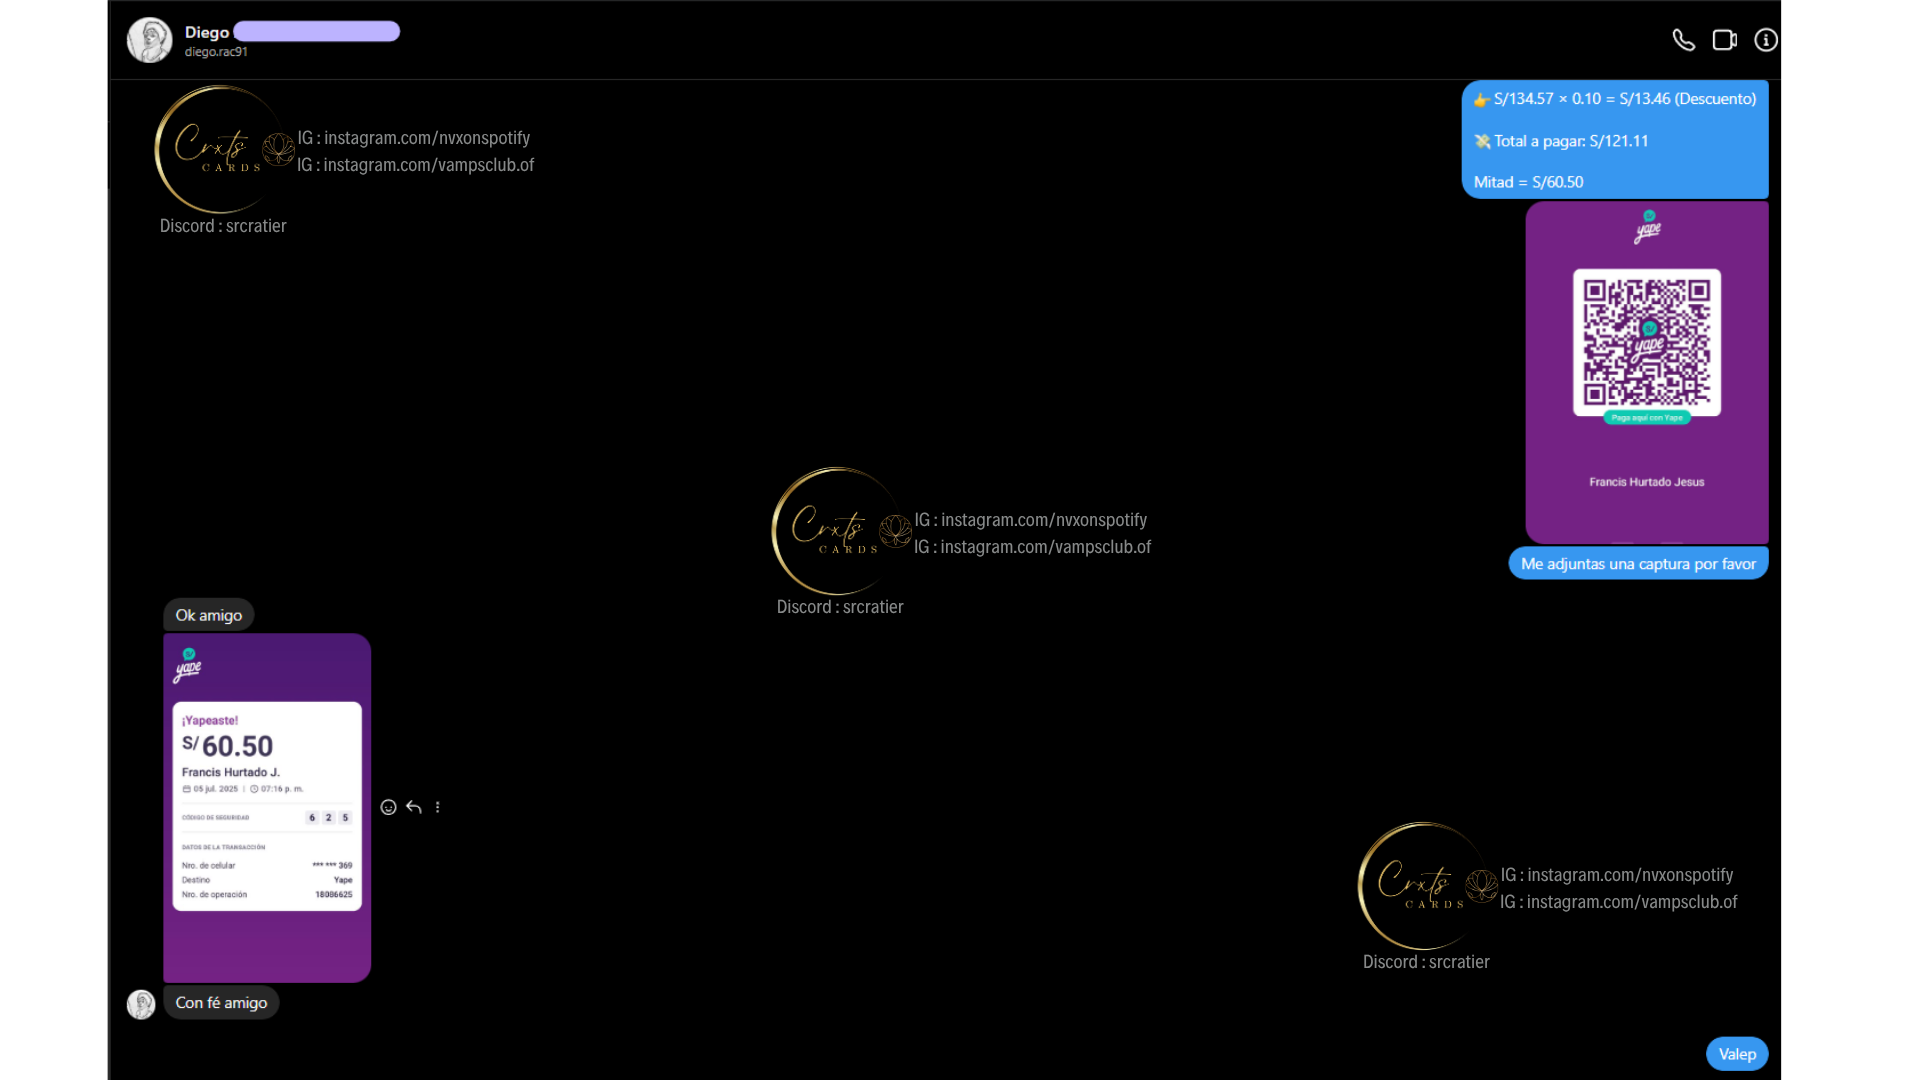 Diego
diego.rac91
👉 S/134.57 × 0.10 = S/13.46 (Descuento)
💸 Total a pagar: S/121.11
Mitad = S/60.50
Crxts
CARDS
IG : instagram.com/nvxonspotify
IG : instagram.com/vampsclub.of
Discord : srcratier
yape
yape
Paga aquí con Yape
Francis Hurtado Jesus
Crxts
CARDS
IG : instagram.com/nvxonspotify
IG : instagram.com/vampsclub.of
Discord : srcratier
Me adjuntas una captura por favor
Ok amigo
yape
¡Yapeaste!
S/60.50
Francis Hurtado J.
05 jul. 2025 | 07:16 p. m.
CÓDIGO DE SEGURIDAD 6 2 5
DATOS DE LA TRANSACCIÓN
Nro. de celular *** *** 369
Destino Yape
Nro. de operación 18086625
Crxts
CARDS
IG : instagram.com/nvxonspotify
IG : instagram.com/vampsclub.of
Discord : srcratier
Con fé amigo
Valep